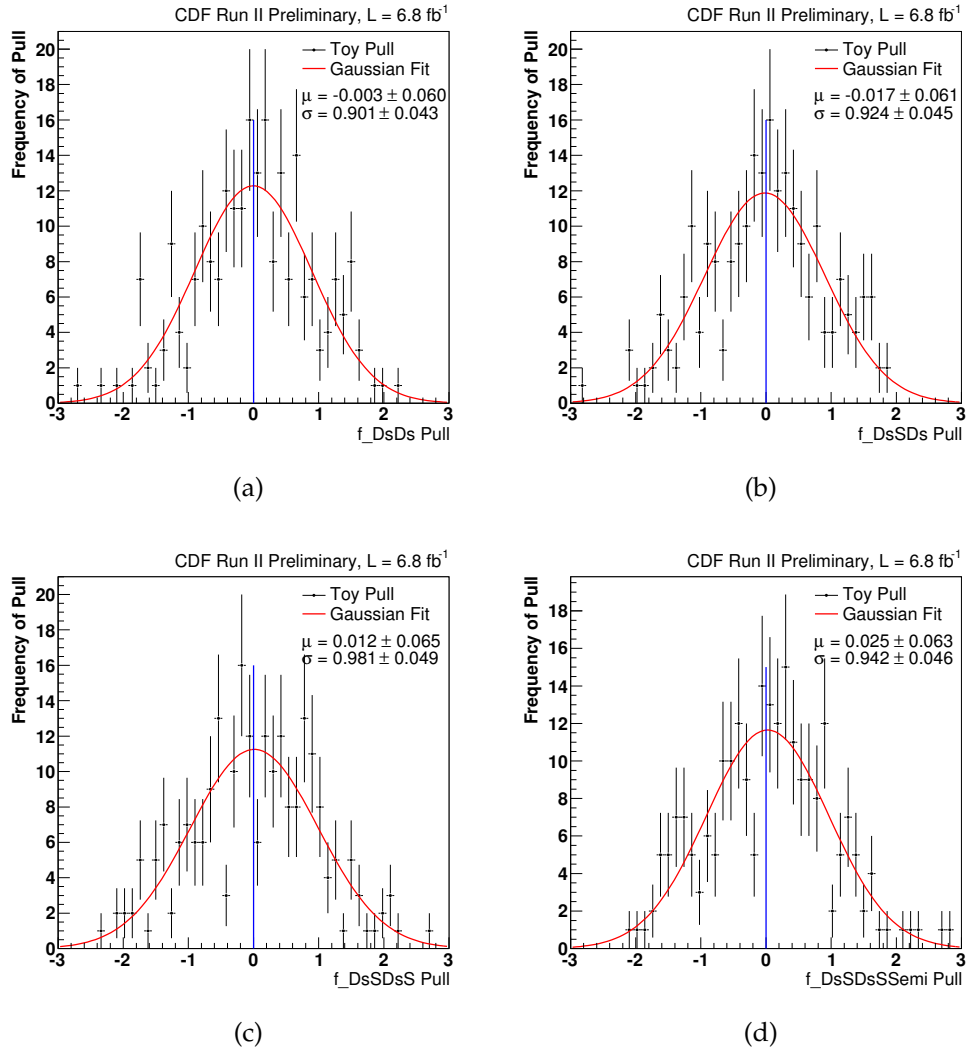 CDF Run II Preliminary, L = 6.8 fb-1
Frequency of Pull
20
18
16
14
12
10
8
6
4
2
0
Toy Pull
Gaussian Fit
μ = -0.003 ± 0.060
σ = 0.901 ± 0.043
-3 -2 -1 0 1 2 3
f_DsDs Pull
(a)
CDF Run II Preliminary, L = 6.8 fb-1
Frequency of Pull
20
18
16
14
12
10
8
6
4
2
0
Toy Pull
Gaussian Fit
μ = -0.017 ± 0.061
σ = 0.924 ± 0.045
-3 -2 -1 0 1 2 3
f_DsSDs Pull
(b)
CDF Run II Preliminary, L = 6.8 fb-1
Frequency of Pull
20
18
16
14
12
10
8
6
4
2
0
Toy Pull
Gaussian Fit
μ = 0.012 ± 0.065
σ = 0.981 ± 0.049
-3 -2 -1 0 1 2 3
f_DsSDsS Pull
(c)
CDF Run II Preliminary, L = 6.8 fb-1
Frequency of Pull
18
16
14
12
10
8
6
4
2
0
Toy Pull
Gaussian Fit
μ = 0.025 ± 0.063
σ = 0.942 ± 0.046
-3 -2 -1 0 1 2 3
f_DsSDsSSemi Pull
(d)